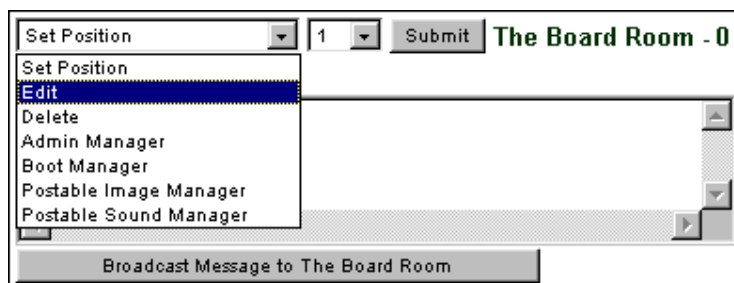 Set Position 1 Submit The Board Room - 0
Set Position
Edit
Delete
Admin Manager
Boot Manager
Postable Image Manager
Postable Sound Manager
Broadcast Message to The Board Room